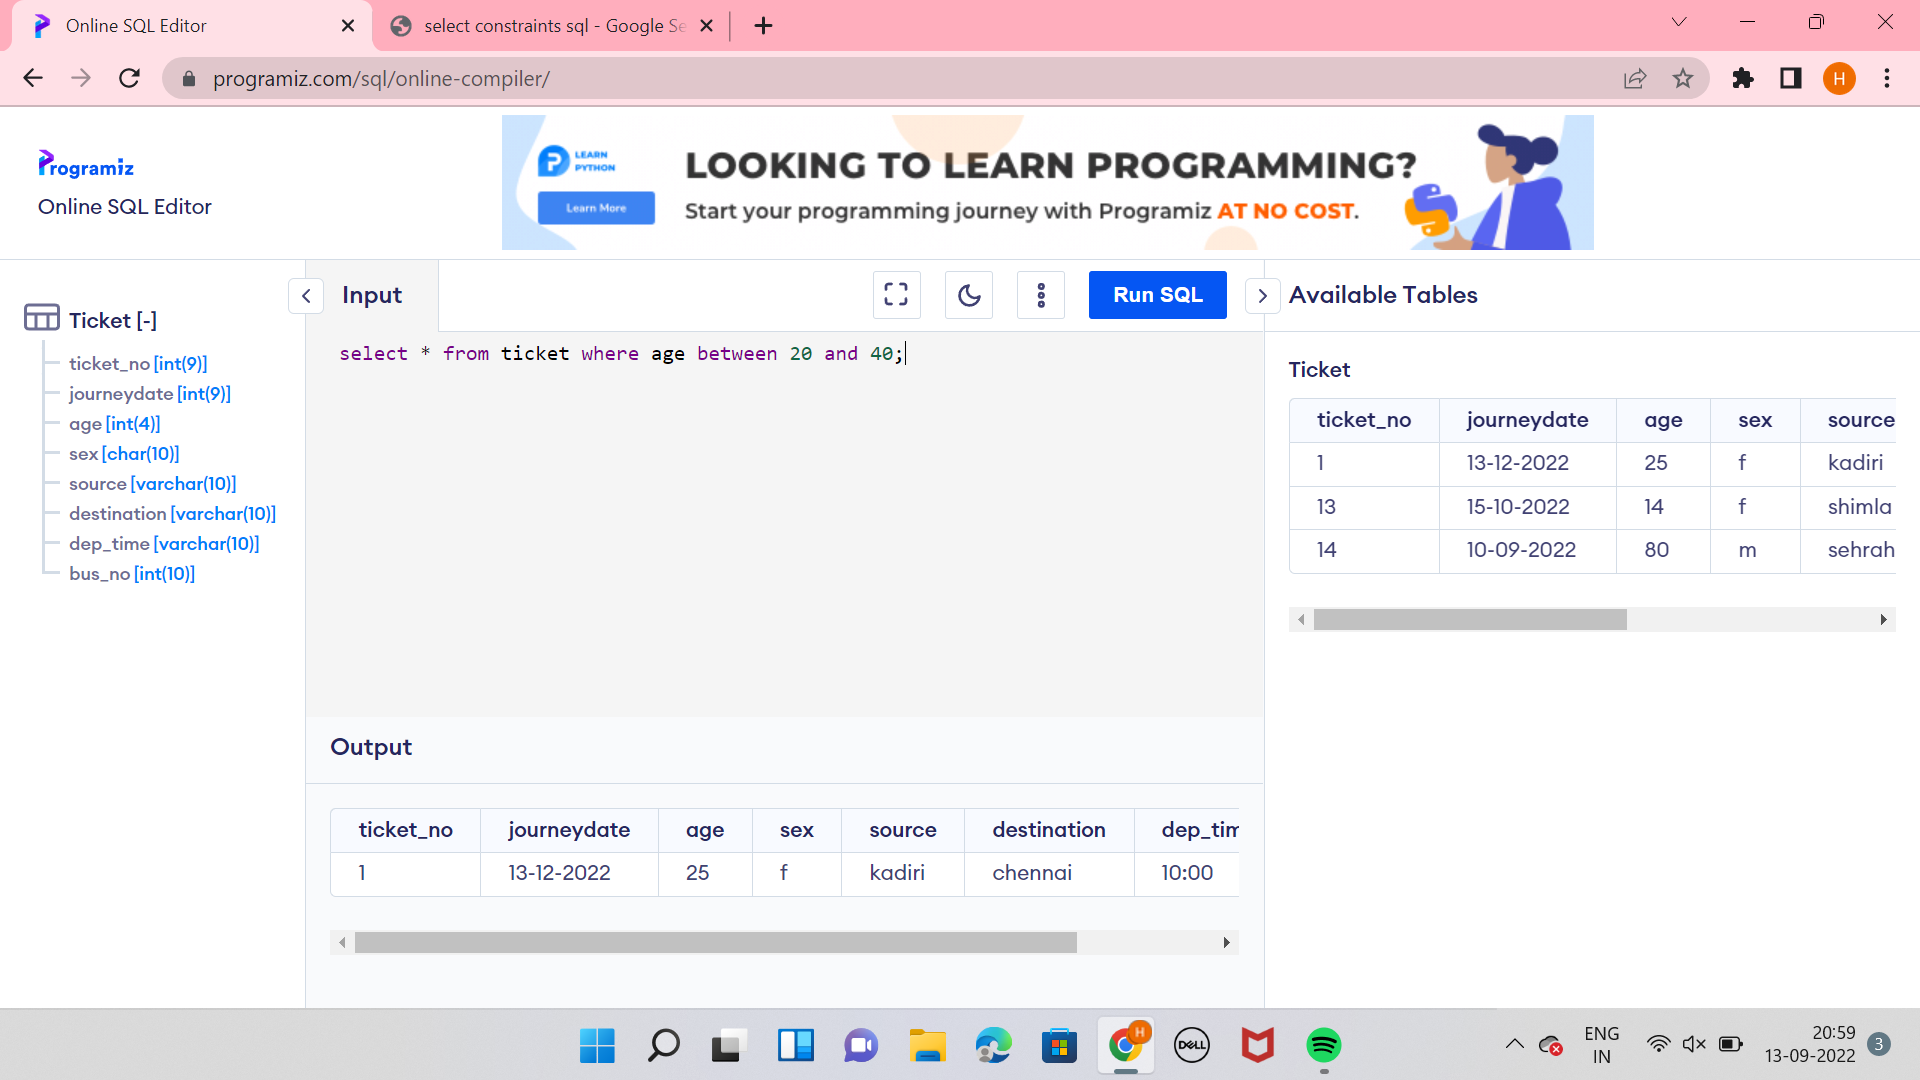 Online SQL Editor
select constraints sql - Google Se
programiz.com/sql/online-compiler/
H
Programiz
Online SQL Editor
LEARN
PYTHON
Learn More
LOOKING TO LEARN PROGRAMMING?
Start your programming journey with Programiz AT NO COST.
Ticket [-]
ticket_no [int(9)]
journeydate [int(9)]
age [int(4)]
sex [char(10)]
source [varchar(10)]
destination [varchar(10)]
dep_time [varchar(10)]
bus_no [int(10)]
Input
Run SQL
select * from ticket where age between 20 and 40;
Output
ticket_no journeydate age sex source destination dep_tim
1 13-12-2022 25 f kadiri chennai 10:00
Available Tables
Ticket
ticket_no journeydate age sex source
1 13-12-2022 25 f kadiri
13 15-10-2022 14 f shimla
14 10-09-2022 80 m sehrah
H
DELL
ENG
IN
20:59
13-09-2022
3